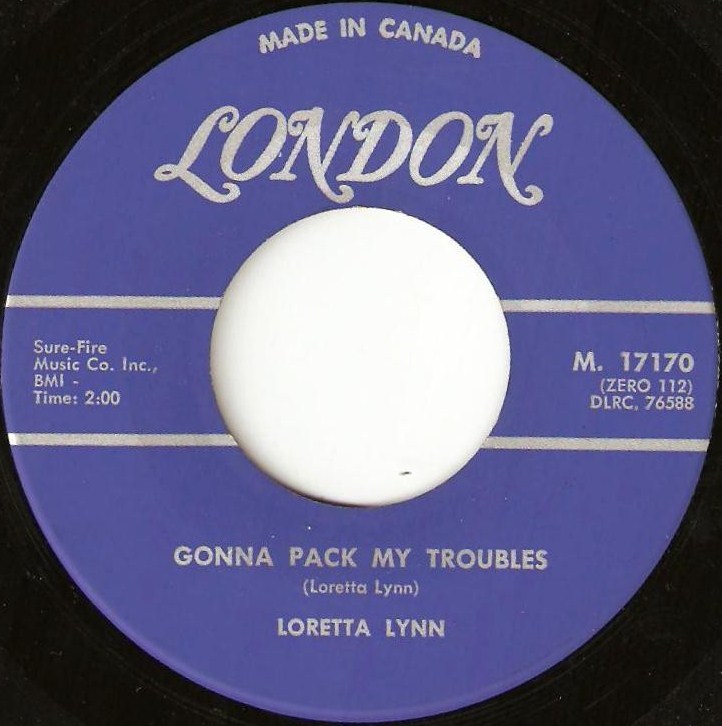 MADE IN CANADA
LONDON
Sure-Fire
Music Co. Inc.,
BMI -
Time: 2:00
M. 17170
(ZERO 112)
DLRC, 76588
GONNA PACK MY TROUBLES
(Loretta Lynn)
LORETTA LYNN